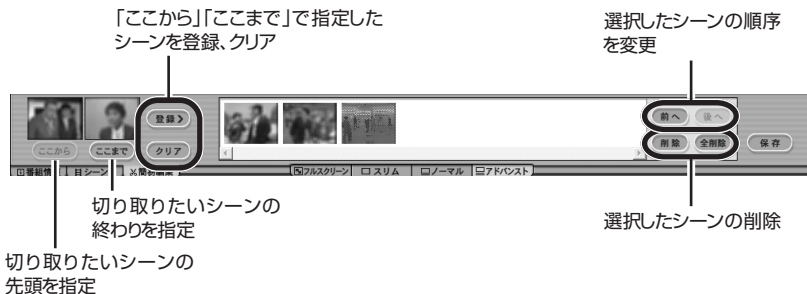 「ここから」「ここまで」で指定した
シーンを登録、クリア
選択したシーンの順序
を変更
登録
前へ
後へ
ここから
ここまで
クリア
削除
全削除
保存
番組情
シーン
簡易編集
フルスクリーン
スリム
ノーマル
アドバンスト
切り取りたいシーンの
終わりを指定
選択したシーンの削除
切り取りたいシーンの
先頭を指定